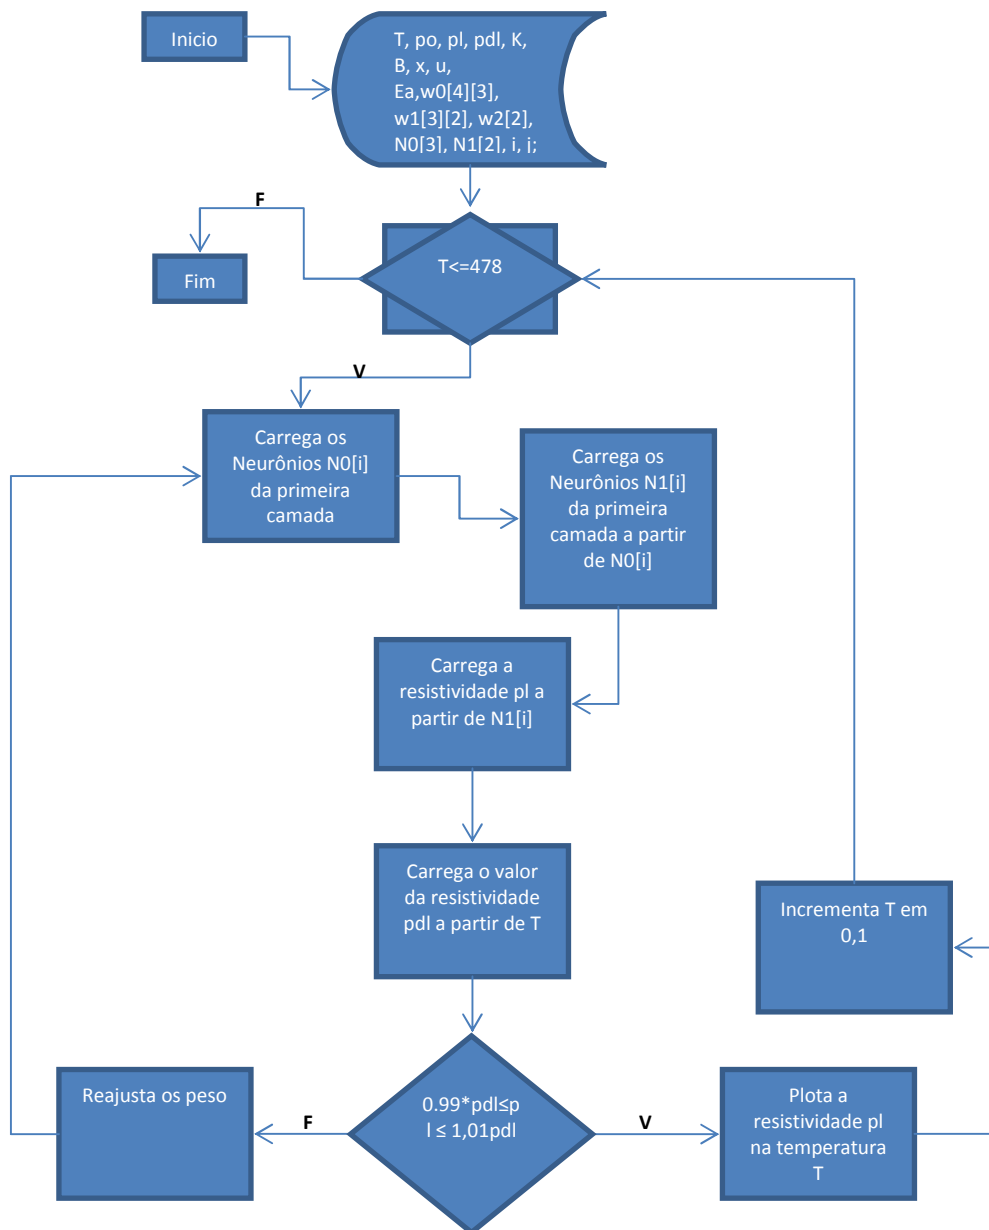 Inicio
T, po, pl, pdl, K,
B, x, u,
Ea,w0[4][3],
w1[3][2], w2[2],
N0[3], N1[2], i, j;
F
T<=478
Fim
V
Carrega os
Neurônios N0[i]
da primeira
camada
Carrega os
Neurônios N1[i]
da primeira
camada a partir
de N0[i]
Carrega a
resistividade pl a
partir de N1[i]
Carrega o valor
da resistividade
pdl a partir de T
Incrementa T em
0,1
Reajusta os peso
F
0.99*pdl≤p
l ≤ 1,01pdl
V
Plota a
resistividade pl
na temperatura
T